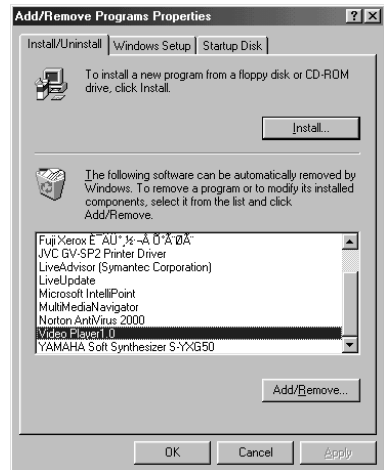 Add/Remove Programs Properties
Install/Uninstall Windows Setup Startup Disk
To install a new program from a floppy disk or CD-ROM
drive, click Install.
Install...
The following software can be automatically removed by
Windows. To remove a program or to modify its installed
components, select it from the list and click
Add/Remove.
Fuji Xerox
JVC GV-SP2 Printer Driver
LiveAdvisor (Symantec Corporation)
LiveUpdate
Microsoft IntelliPoint
MultiMediaNavigator
Norton AntiVirus 2000
Video Player1.0
YAMAHA Soft Synthesizer S-YXG50
Add/Remove...
OK Cancel Apply